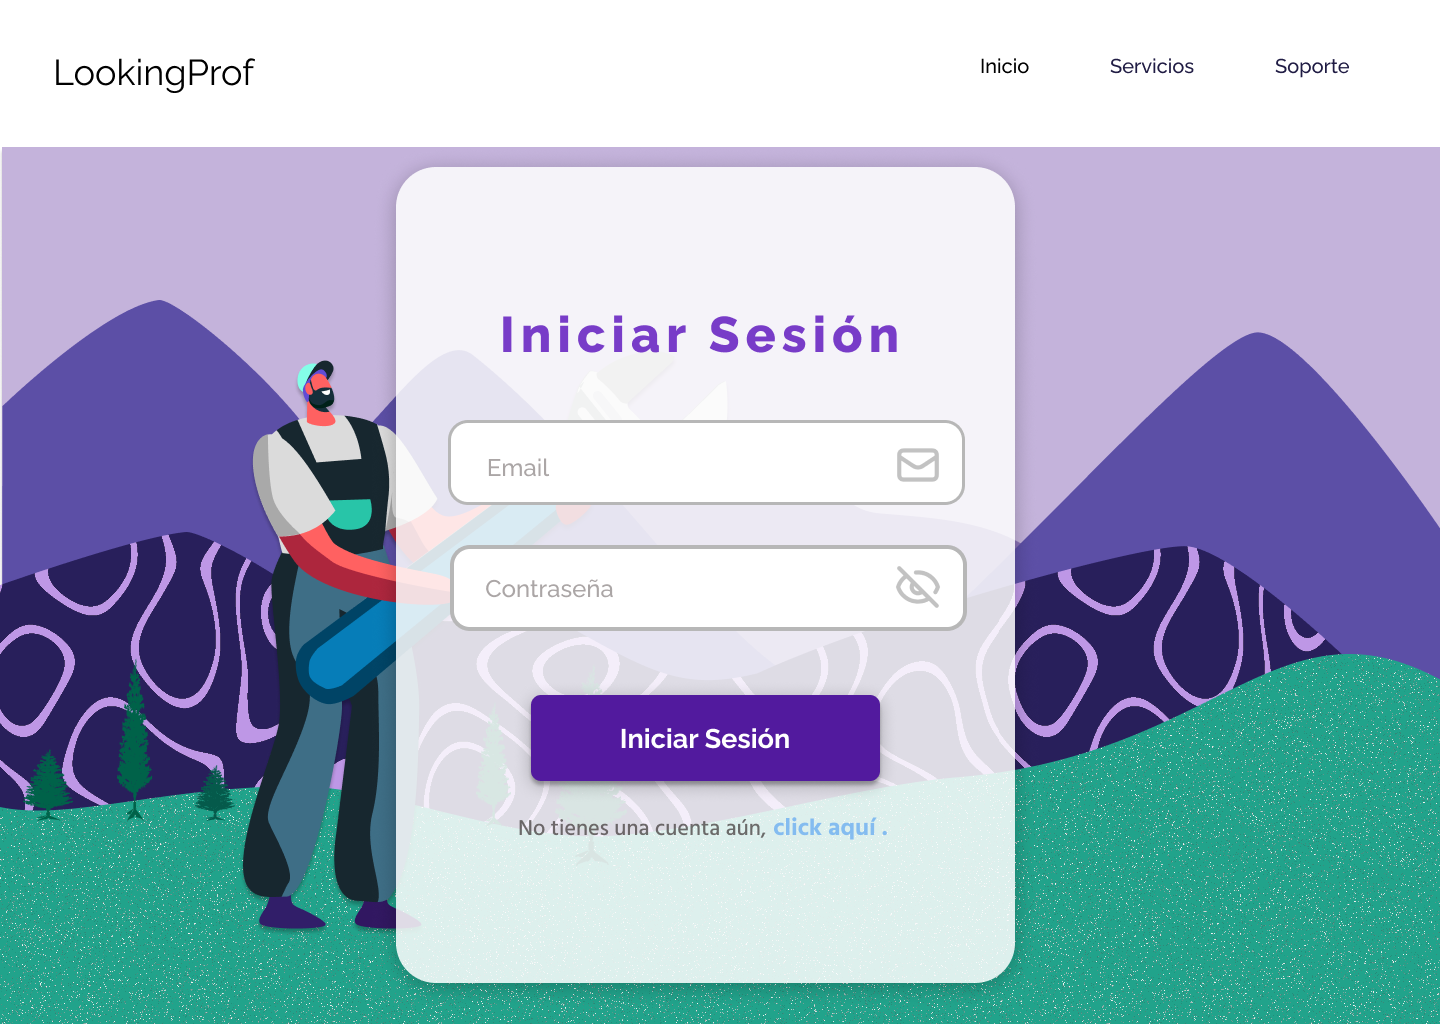 LookingProf
Inicio Servicios Soporte
Iniciar Sesión
Email
Contraseña
Iniciar Sesión
No tienes una cuenta aún, click aquí .